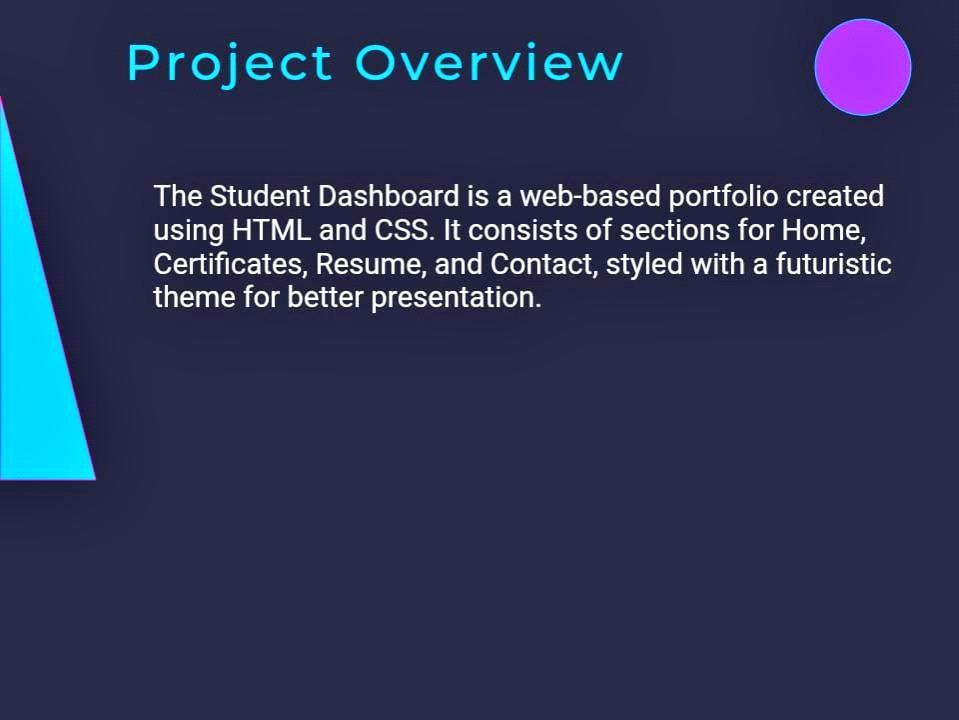 Project Overview
The Student Dashboard is a web-based portfolio created
using HTML and CSS. It consists of sections for Home,
Certificates, Resume, and Contact, styled with a futuristic
theme for better presentation.